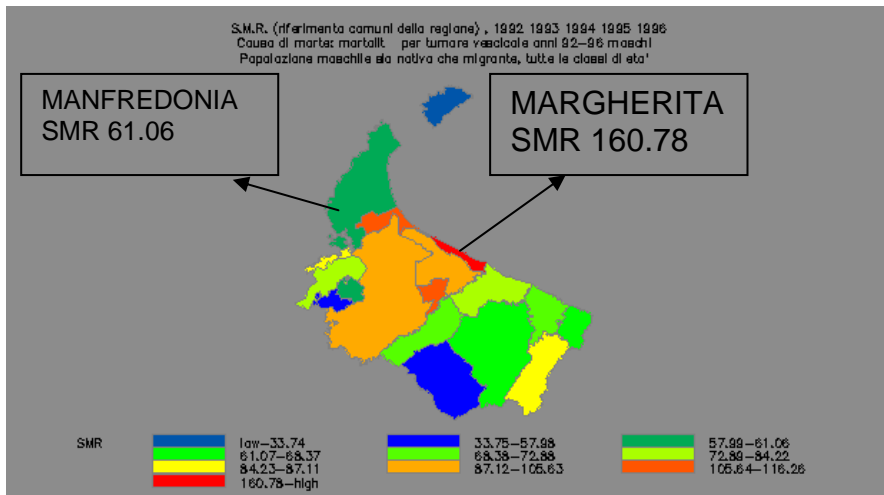 S.M.R. (riferimento comuni della regione) , 1992 1993 1994 1995 1996
Causa di morte: mortalit per tumore vescicale anni 92-96 maschi
Popolazione maschile sia nativa che migrante, tutte le classi di eta'
MANFREDONIA
SMR 61.06
MARGHERITA
SMR 160.78
SMR
low-33.74
33.75-57.98
57.99-61.06
61.07-68.37
68.38-72.88
72.89-84.22
84.23-87.11
87.12-105.63
105.64-116.26
160.78-high